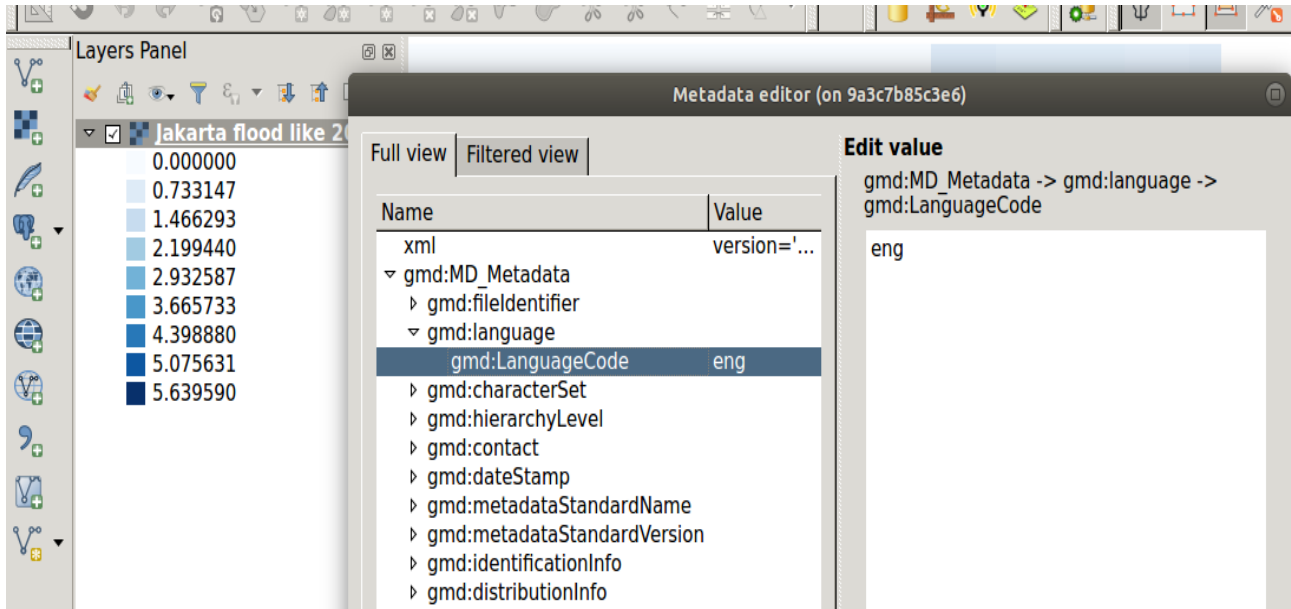 Layers Panel
Metadata editor (on 9a3c7b85c3e6)
Jakarta flood like 20
0.000000
0.733147
1.466293
2.199440
2.932587
3.665733
4.398880
5.075631
5.639590
Full view Filtered view
Name Value
xml version='...
gmd:MD_Metadata
gmd:fileIdentifier
gmd:language
gmd:LanguageCode eng
gmd:characterSet
gmd:hierarchyLevel
gmd:contact
gmd:dateStamp
gmd:metadataStandardName
gmd:metadataStandardVersion
gmd:identificationInfo
gmd:distributionInfo
Edit value
gmd:MD_Metadata -> gmd:language ->
gmd:LanguageCode
eng